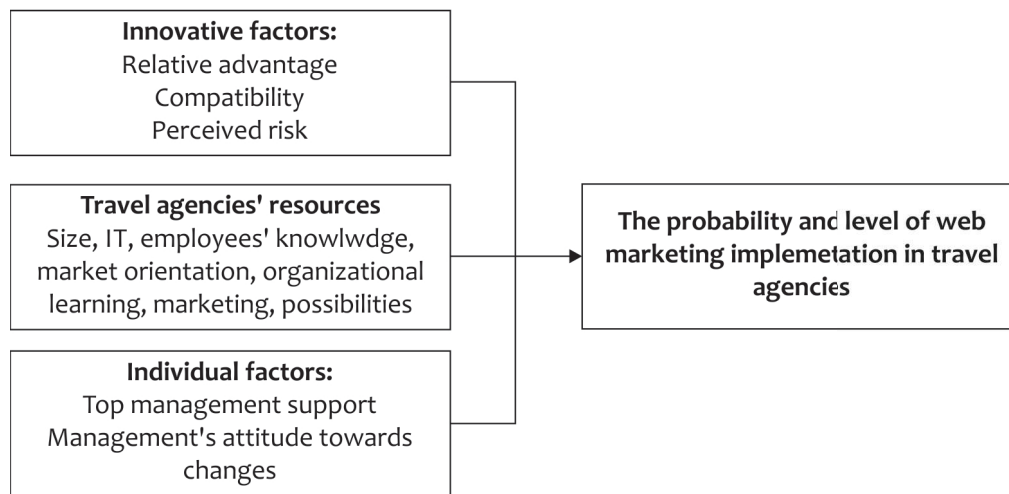 Innovative factors:
Relative advantage
Compatibility
Perceived risk
Travel agencies' resources
Size, IT, employees' knowlwdge,
market orientation, organizational
learning, marketing, possibilities
Individual factors:
Top management support
Management's attitude towards
changes
The probability and level of web
marketing implemetation in travel
agencies